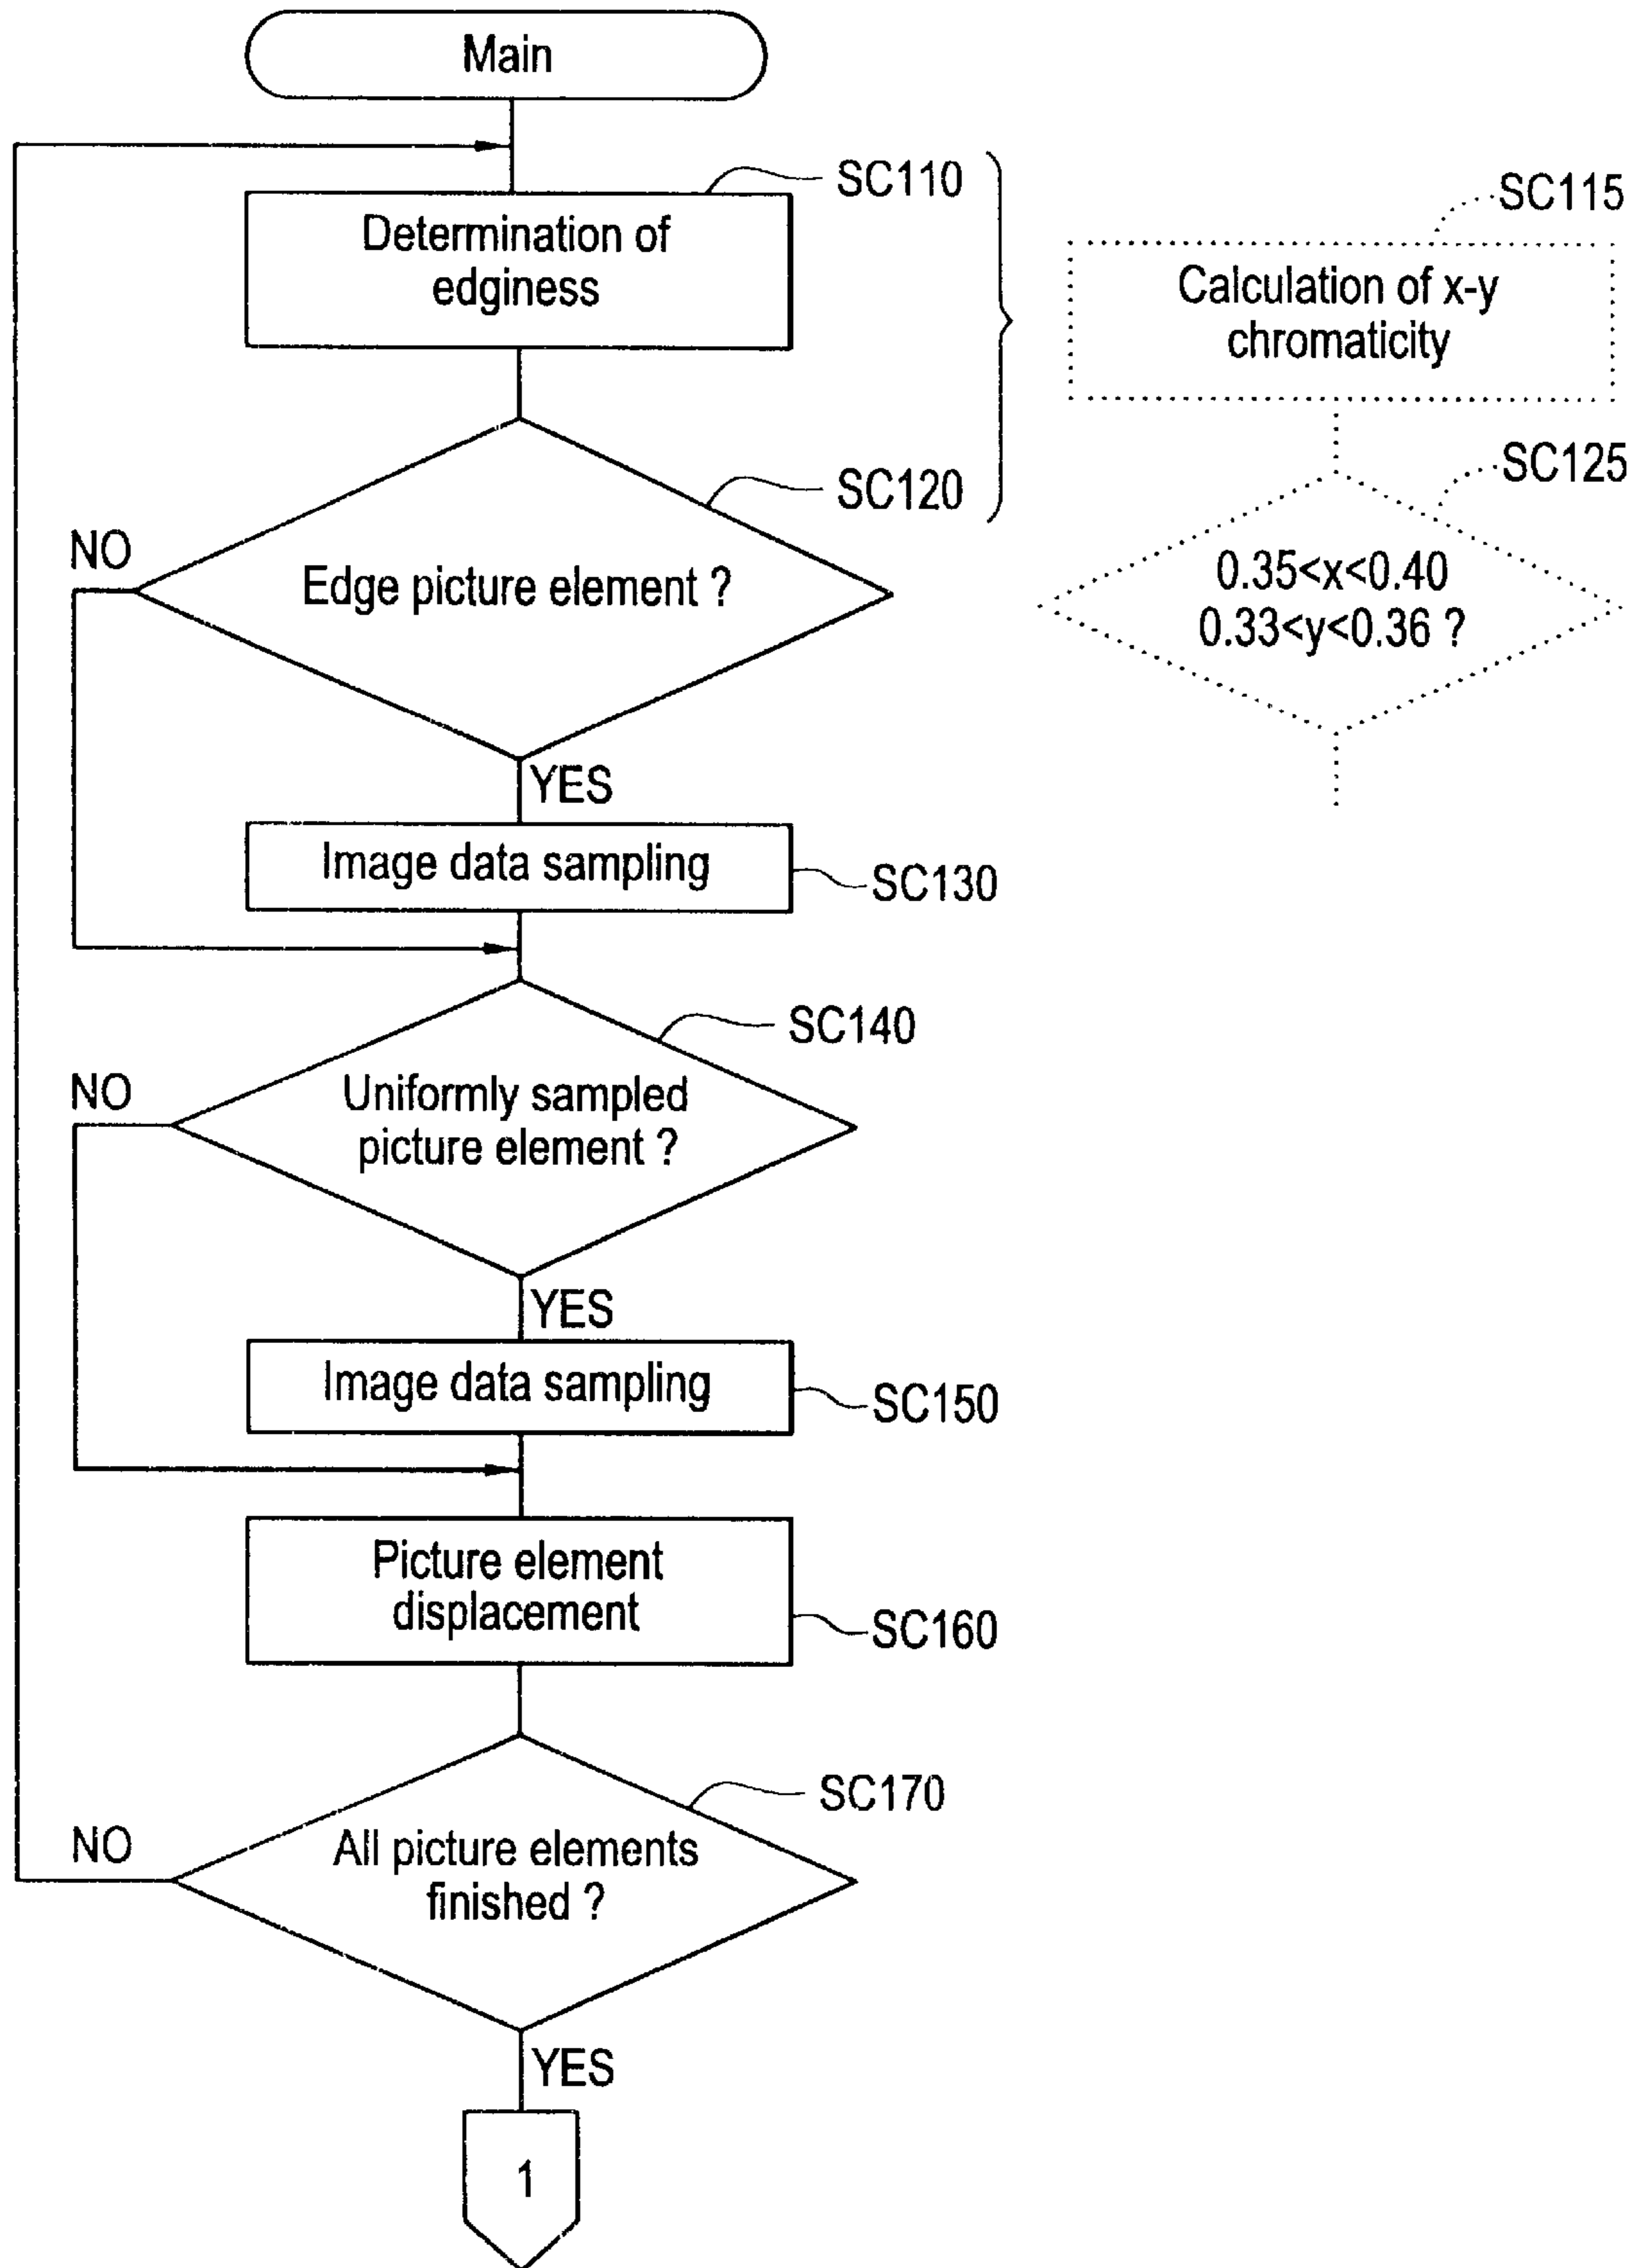 Main
SC110
Determination of
edginess
SC115
Calculation of x-y
chromaticity
SC120
NO
Edge picture element ?
SC125
0.35<x<0.40
0.33<y<0.36 ?
YES
Image data sampling
SC130
SC140
NO
Uniformly sampled
picture element ?
YES
Image data sampling
SC150
Picture element
displacement
SC160
SC170
NO
All picture elements
finished ?
YES
1